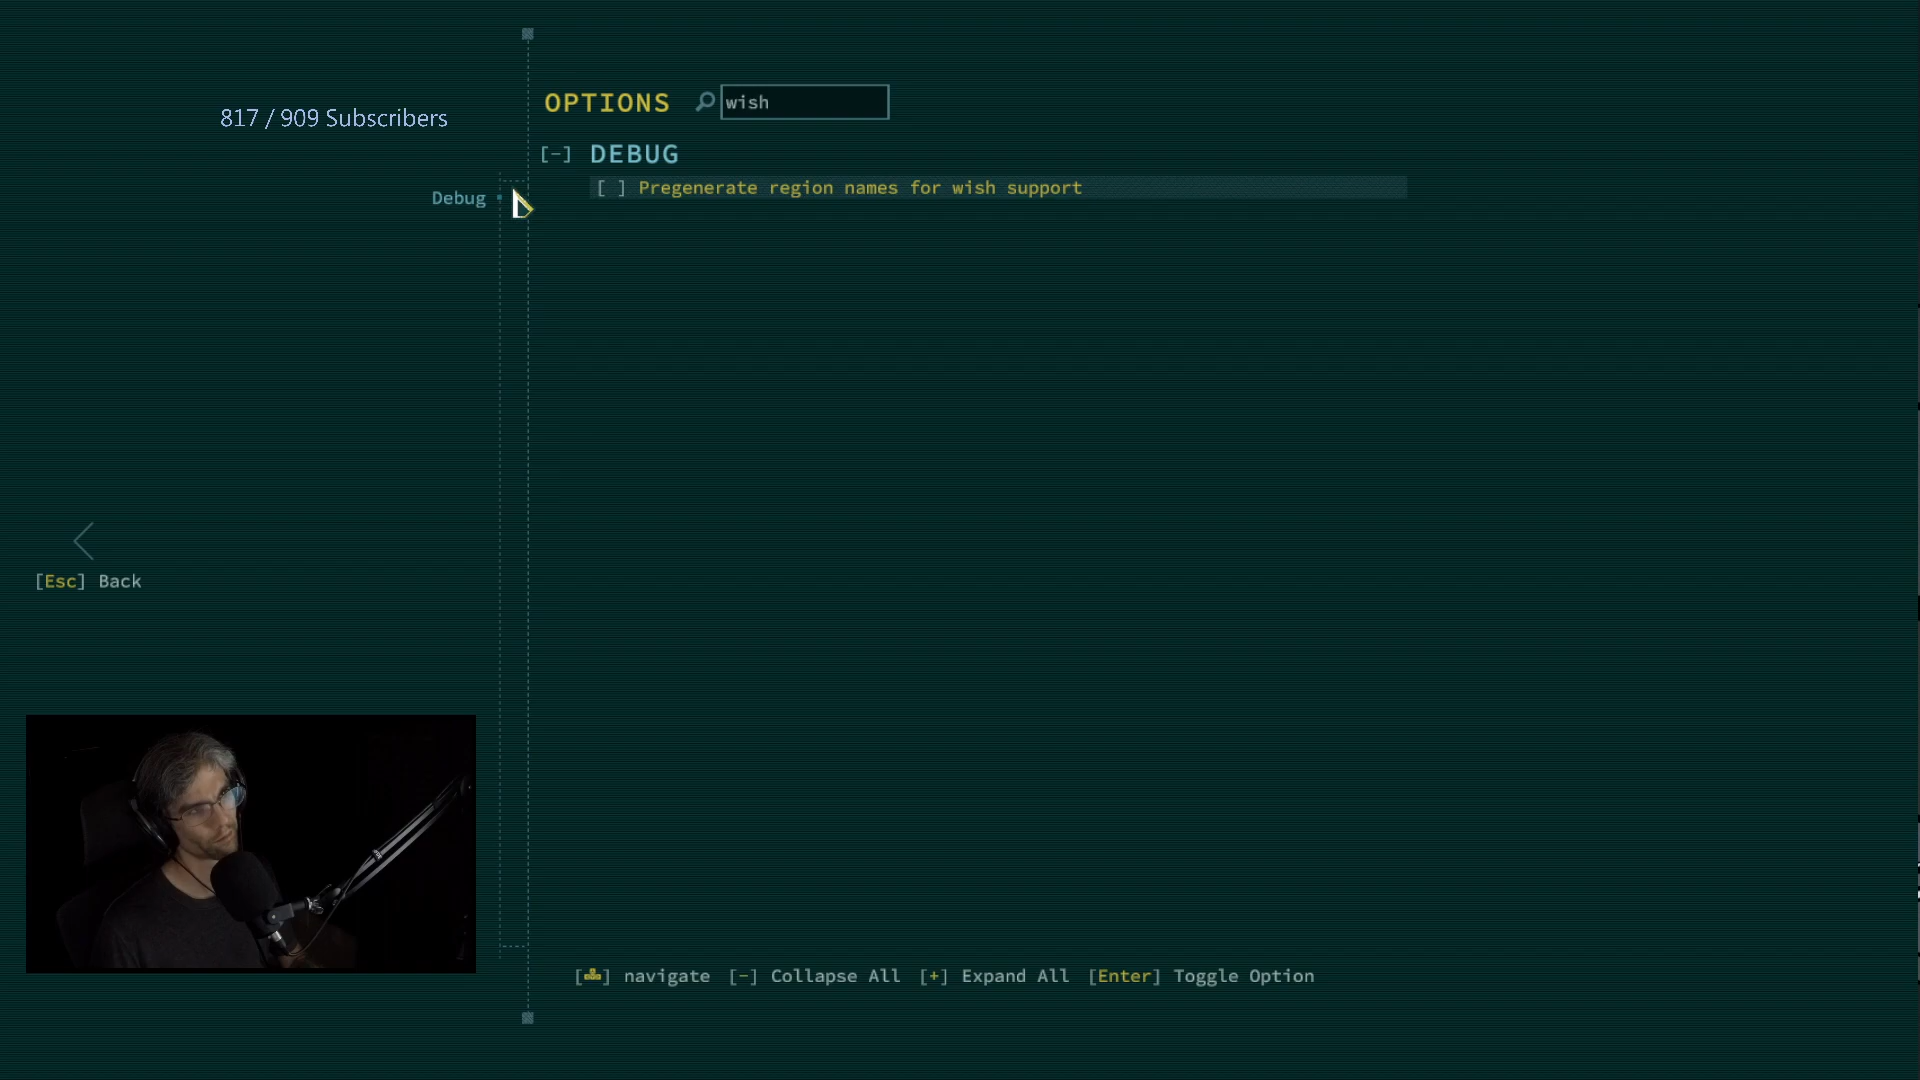 817 / 909 Subscribers
OPTIONS wish
[-] DEBUG
[ ] Pregenerate region names for wish support
Debug
[Esc] Back
[] navigate [-] Collapse All [+] Expand All [Enter] Toggle Option